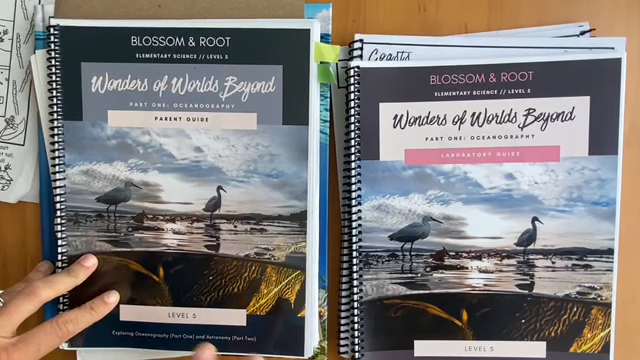 BLOSSOM & ROOT
ELEMENTARY SCIENCE // LEVEL 5
Wonders of Worlds Beyond
PART ONE: OCEANOGRAPHY
PARENT GUIDE
LEVEL 5
Exploring Oceanography (Part One) and Astronomy (Part Two)
Coasts
BLOSSOM & ROOT
ELEMENTARY SCIENCE // LEVEL 5
Wonders of Worlds Beyond
PART ONE: OCEANOGRAPHY
LABORATORY GUIDE
LEVEL 5